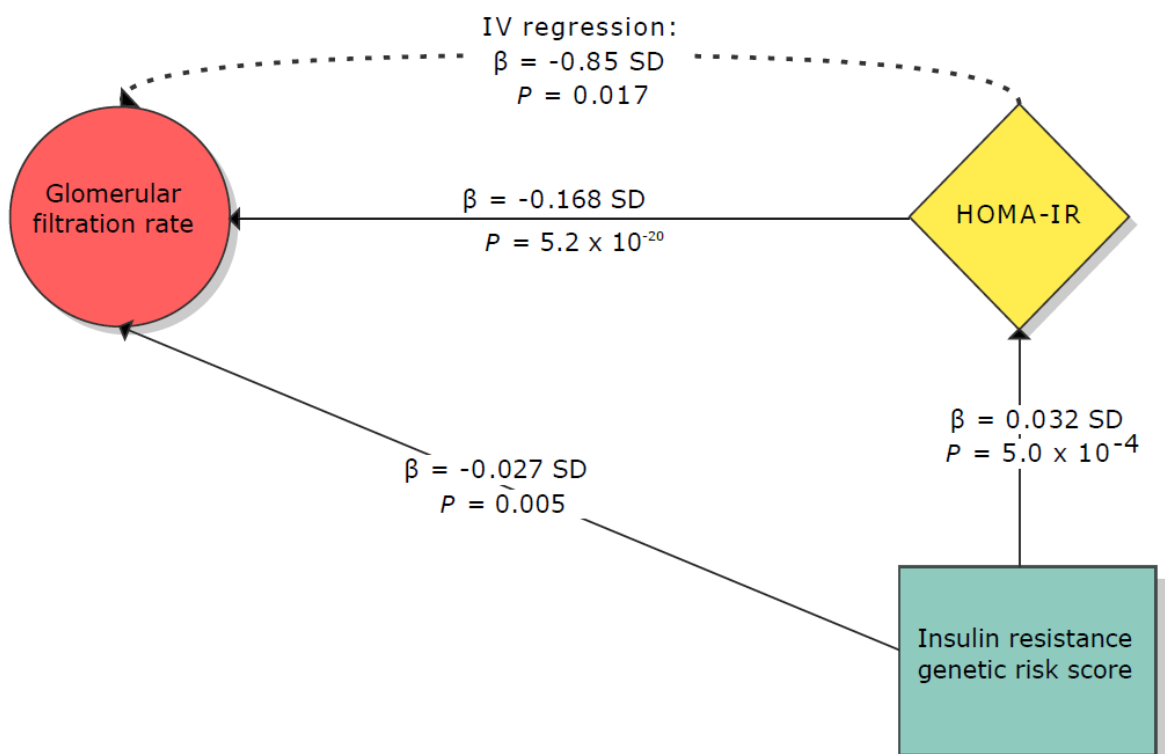 IV regression:
β = -0.85 SD
P = 0.017
Glomerular
filtration rate
β = -0.168 SD
P = 5.2 x 10⁻²⁰
HOMA-IR
β = 0.032 SD
P = 5.0 x 10⁻⁴
β = -0.027 SD
P = 0.005
Insulin resistance
genetic risk score